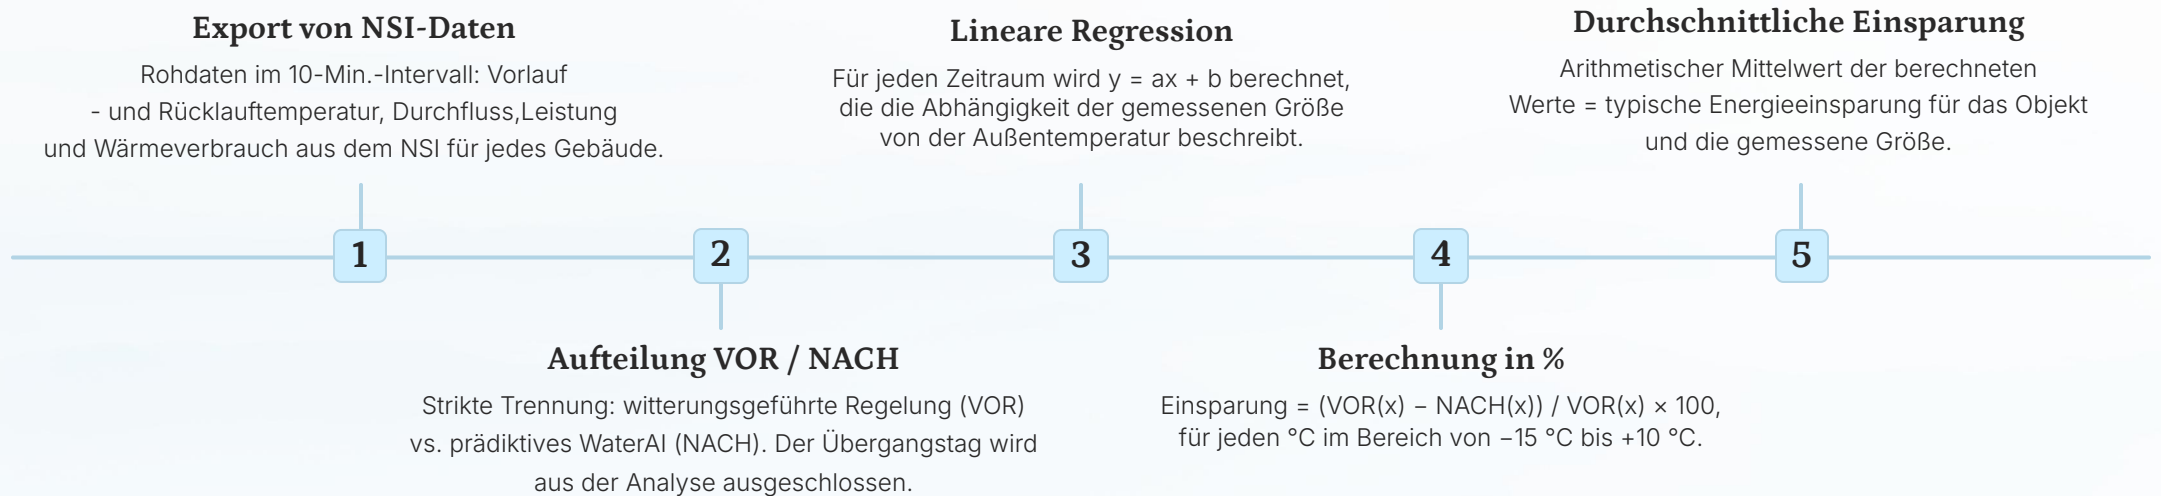 Export von NSI-Daten
Rohdaten im 10-Min.-Intervall: Vorlauf
- und Rücklauftemperatur, Durchfluss,Leistung
und Wärmeverbrauch aus dem NSI für jedes Gebäude.
1
Aufteilung VOR / NACH
Strikte Trennung: witterungsgeführte Regelung (VOR)
vs. prädiktives WaterAI (NACH). Der Übergangstag wird
aus der Analyse ausgeschlossen.
2
Lineare Regression
Für jeden Zeitraum wird y = ax + b berechnet,
die die Abhängigkeit der gemessenen Größe
von der Außentemperatur beschreibt.
3
Berechnung in %
Einsparung = (VOR(x) − NACH(x)) / VOR(x) × 100,
für jeden °C im Bereich von −15 °C bis +10 °C.
4
Durchschnittliche Einsparung
Arithmetischer Mittelwert der berechneten
Werte = typische Energieeinsparung für das Objekt
und die gemessene Größe.
5